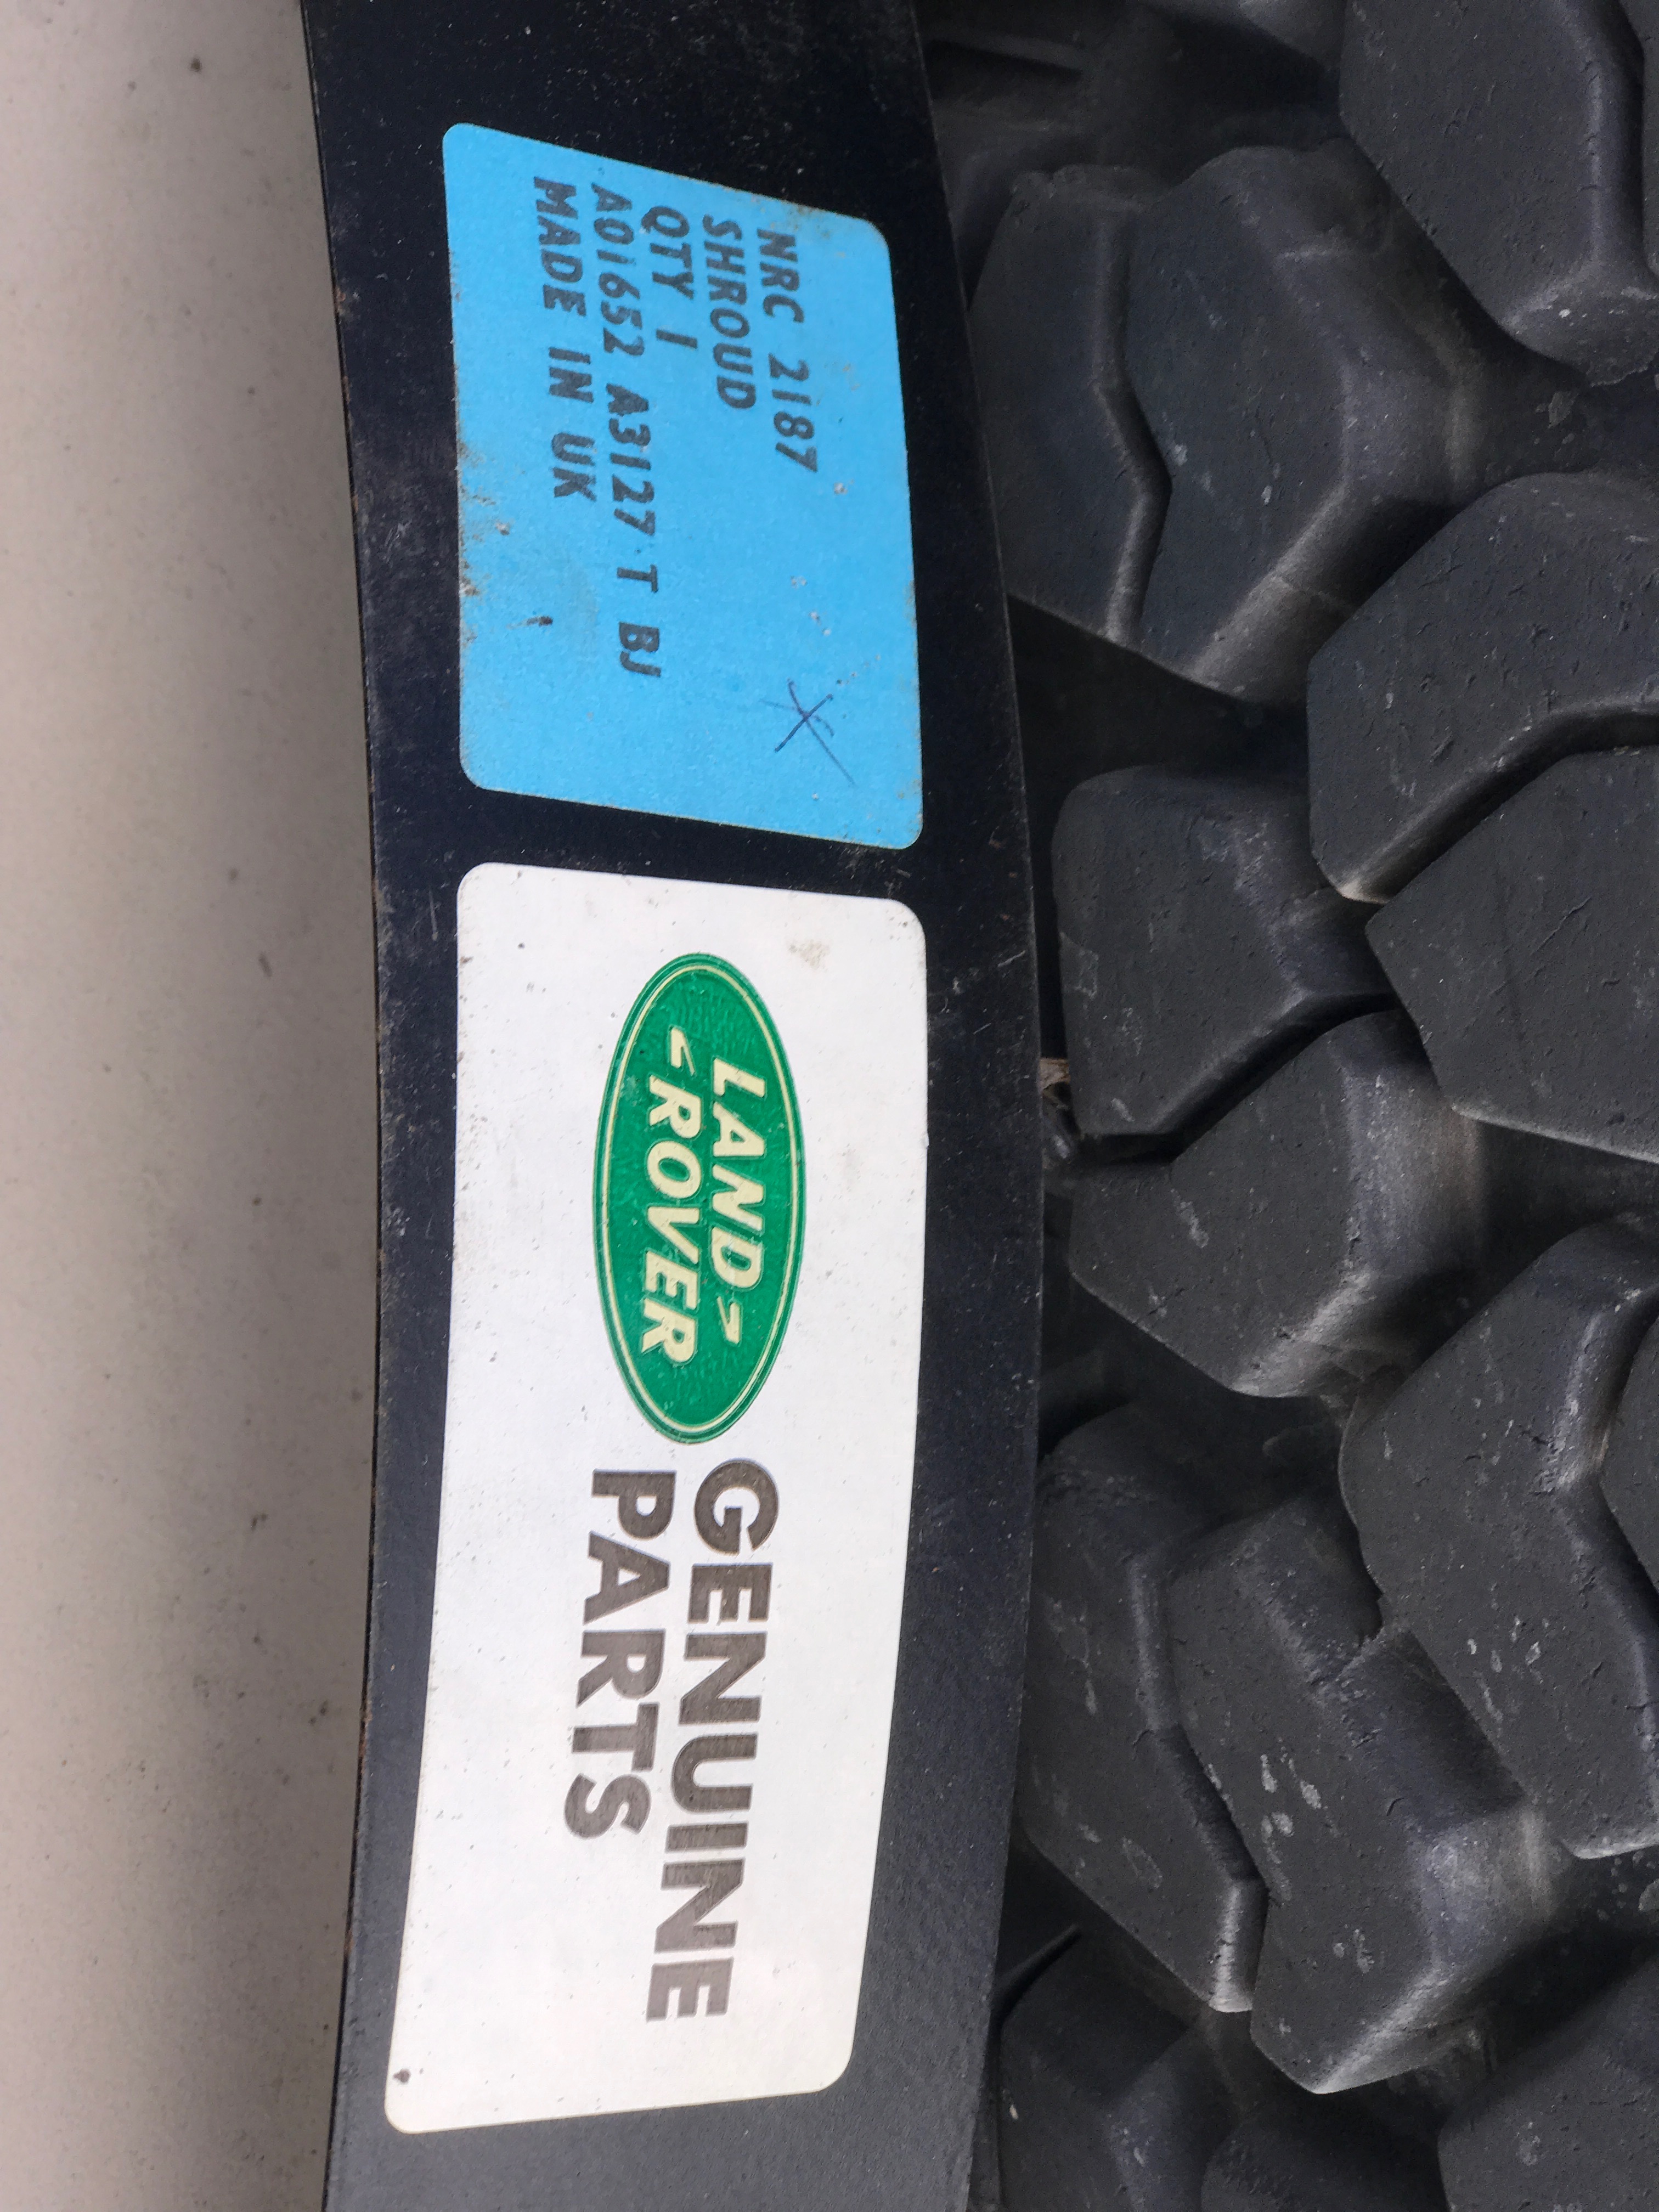 NRC 2187
SHROUD
QTY 1
A01652 A3127 T BJ
MADE IN UK
LAND
ROVER
GENUINE
PARTS